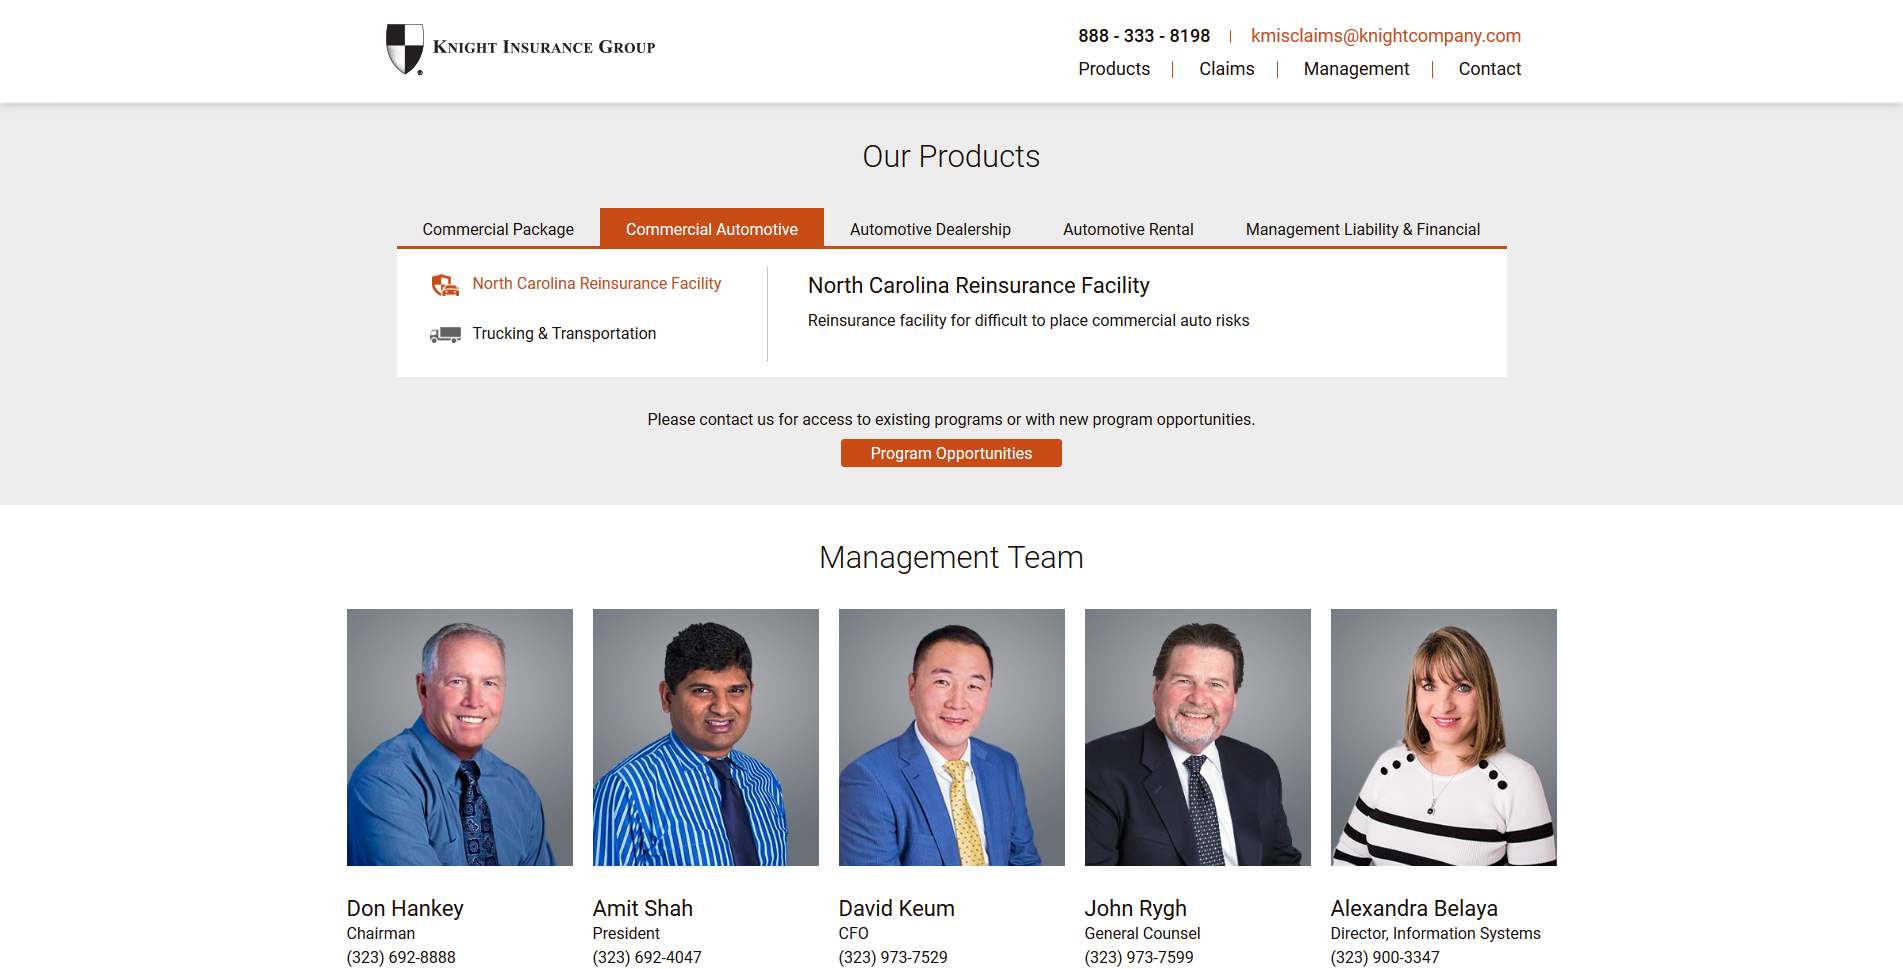 KNIGHT INSURANCE GROUP
888 - 333 - 8198 | kmisclaims@knightcompany.com
Products | Claims | Management | Contact
Our Products
Commercial Package Commercial Automotive Automotive Dealership Automotive Rental Management Liability & Financial
North Carolina Reinsurance Facility
Trucking & Transportation
North Carolina Reinsurance Facility
Reinsurance facility for difficult to place commercial auto risks
Please contact us for access to existing programs or with new program opportunities.
Program Opportunities
Management Team
Don Hankey
Chairman
(323) 692-8888
Amit Shah
President
(323) 692-4047
David Keum
CFO
(323) 973-7529
John Rygh
General Counsel
(323) 973-7599
Alexandra Belaya
Director, Information Systems
(323) 900-3347